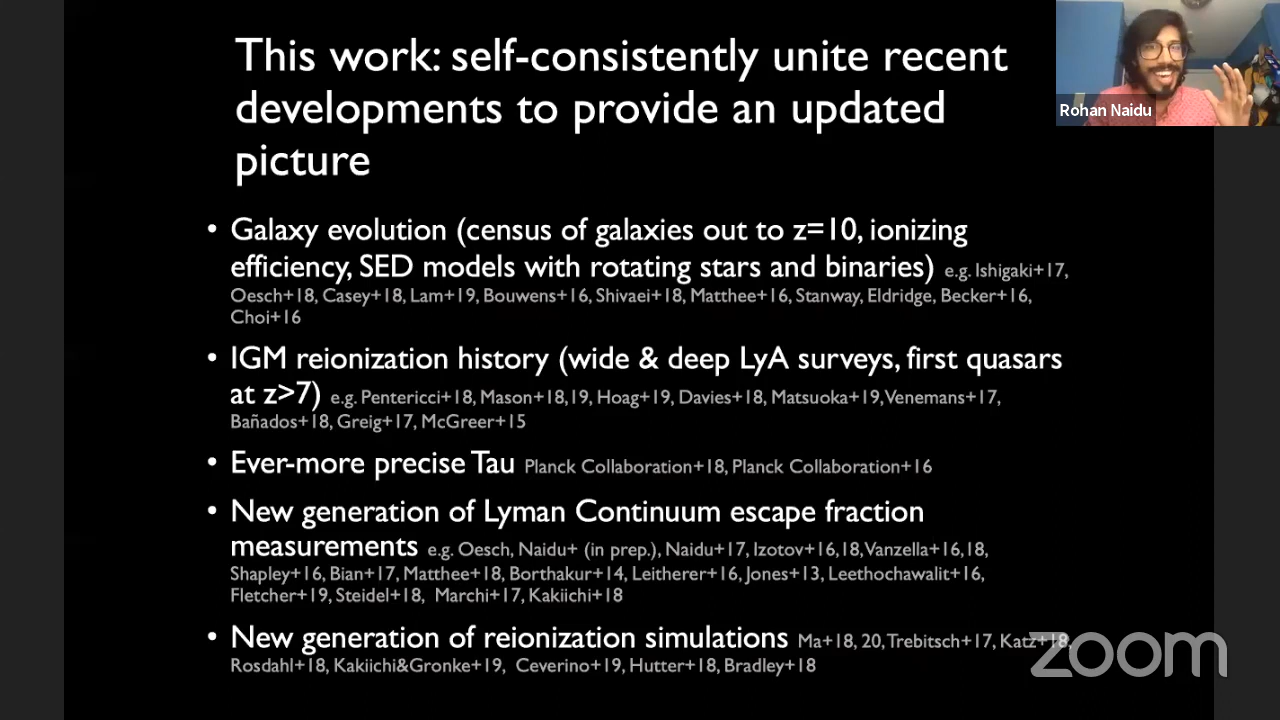 This work: self-consistently unite recent
developments to provide an updated
picture
Rohan Naidu
• Galaxy evolution (census of galaxies out to z=10, ionizing
efficiency, SED models with rotating stars and binaries) e.g. Ishigaki+17,
Oesch+18, Casey+18, Lam+19, Bouwens+16, Shivaei+18, Matthee+16, Stanway, Eldridge, Becker+16,
Choi+16
• IGM reionization history (wide & deep LyA surveys, first quasars
at z>7) e.g. Pentericci+18, Mason+18,19, Hoag+19, Davies+18, Matsuoka+19, Venemans+17,
Bañados+18, Greig+17, McGreer+15
• Ever-more precise Tau Planck Collaboration+18, Planck Collaboration+16
• New generation of Lyman Continuum escape fraction
measurements e.g. Oesch, Naidu+ (in prep.), Naidu+17, Izotov+16,18, Vanzella+16,18,
Shapley+16, Bian+17, Matthee+18, Borthakur+14, Leitherer+16, Jones+13, Leethochawalit+16,
Fletcher+19, Steidel+18, Marchi+17, Kakiichi+18
• New generation of reionization simulations Ma+18, 20, Trebitsch+17, Katz+18,
Rosdahl+18, Kakiichi&Gronke+19, Ceverino+19, Hutter+18, Bradley+18
zoom